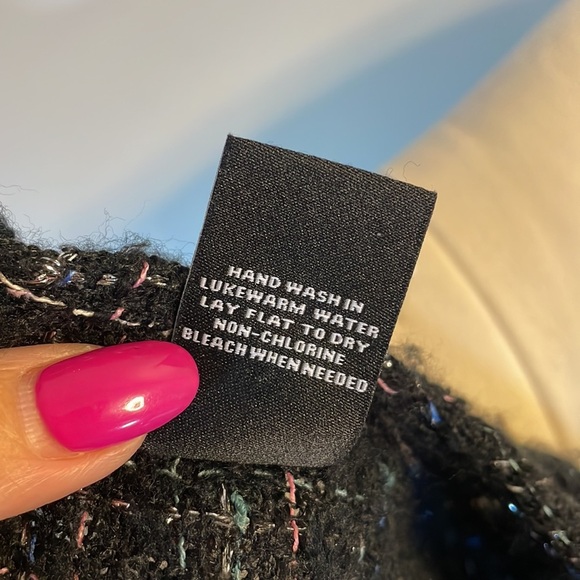 HAND WASH IN
LUKEWARM WATER
LAY FLAT TO DRY
NON-CHLORINE
BLEACH WHEN NEEDED